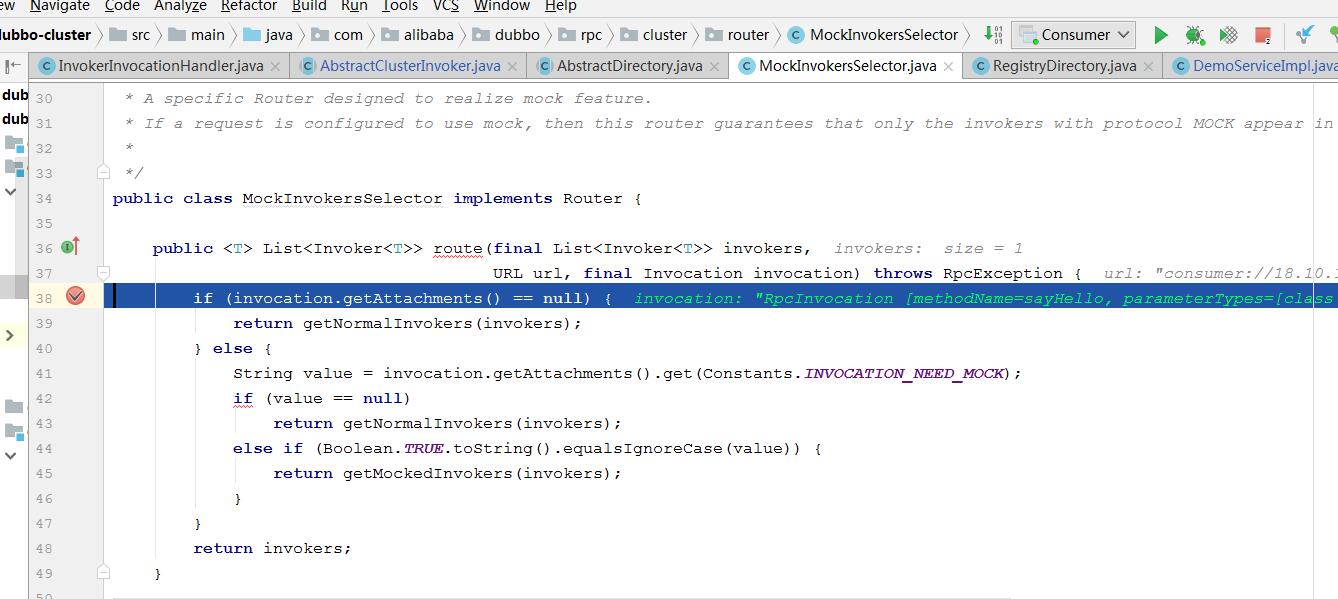 ew Navigate Code Analyze Refactor Build Run Tools VCS Window Help
ubbo-cluster src main java com alibaba dubbo rpc cluster router MockInvokersSelector Consumer
InvokerInvocationHandler.java AbstractClusterInvoker.java AbstractDirectory.java MockInvokersSelector.java RegistryDirectory.java DemoServiceImpl.java
dub
dub
30 * A specific Router designed to realize mock feature.
31 * If a request is configured to use mock, then this router guarantees that only the invokers with protocol MOCK appear in
32 *
33 */
34 public class MockInvokersSelector implements Router {
35
36 public <T> List<Invoker<T>> route(final List<Invoker<T>> invokers, invokers: size = 1
37 URL url, final Invocation invocation) throws RpcException { url: "consumer://18.10.1
38 if (invocation.getAttachments() == null) { invocation: "RpcInvocation [methodName=sayHello, parameterTypes=[class
39 return getNormalInvokers(invokers);
40 } else {
41 String value = invocation.getAttachments().get(Constants.INVOCATION_NEED_MOCK);
42 if (value == null)
43 return getNormalInvokers(invokers);
44 else if (Boolean.TRUE.toString().equalsIgnoreCase(value)) {
45 return getMockedInvokers(invokers);
46 }
47 }
48 return invokers;
49 }
50